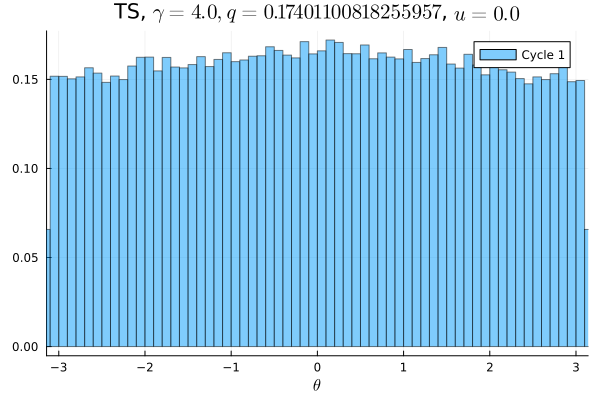 TS, γ = 4.0, q = 0.17401100818255957, u = 0.0
Cycle 1
0.15
0.10
0.05
0.00
−3 −2 −1 0 1 2 3
θ